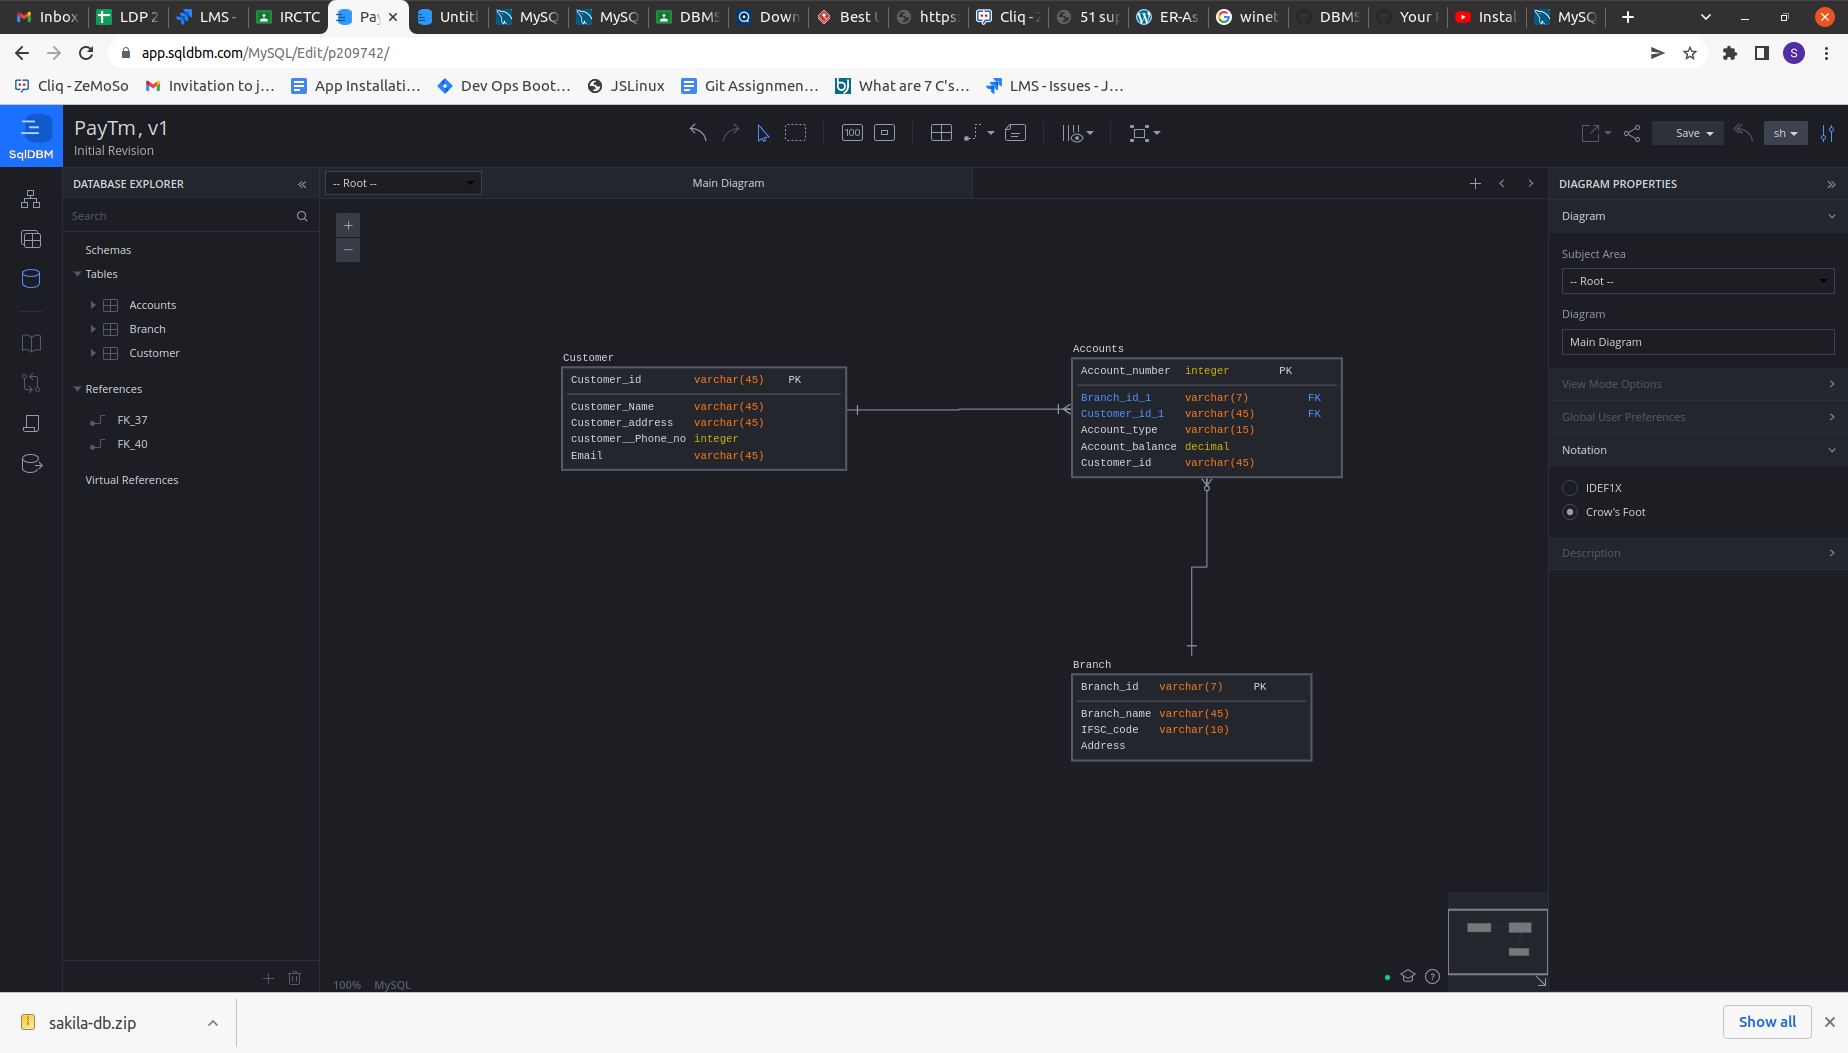 Inbox
LDP 2
LMS -
IRCTC
Pay
Untitl
MySQ
MySQ
DBMS
Down
Best U
https:
Cliq - Z
51 sup
ER-As
winet
DBMS
Your
Instal
MySQ
app.sqldbm.com/MySQL/Edit/p209742/
S
Cliq - ZeMoSo
Invitation to j...
App Installati...
Dev Ops Boot...
JSLinux
Git Assignmen...
bj
What are 7 C's...
LMS - Issues - J...
SqlDBM
PayTm, v1
Initial Revision
100
Save
sh
DATABASE EXPLORER
Search
Schemas
Tables
Accounts
Branch
Customer
References
FK_37
FK_40
Virtual References
-- Root --
Main Diagram
Customer
Customer_id varchar(45) PK
Customer_Name varchar(45)
Customer_address varchar(45)
customer__Phone_no integer
Email varchar(45)
Accounts
Account_number integer PK
Branch_id_1 varchar(7) FK
Customer_id_1 varchar(45) FK
Account_type varchar(15)
Account_balance decimal
Customer_id varchar(45)
Branch
Branch_id varchar(7) PK
Branch_name varchar(45)
IFSC_code varchar(10)
Address
100% MySQL
DIAGRAM PROPERTIES
Diagram
Subject Area
-- Root --
Diagram
Main Diagram
View Mode Options
Global User Preferences
Notation
IDEF1X
Crow's Foot
Description
sakila-db.zip
Show all